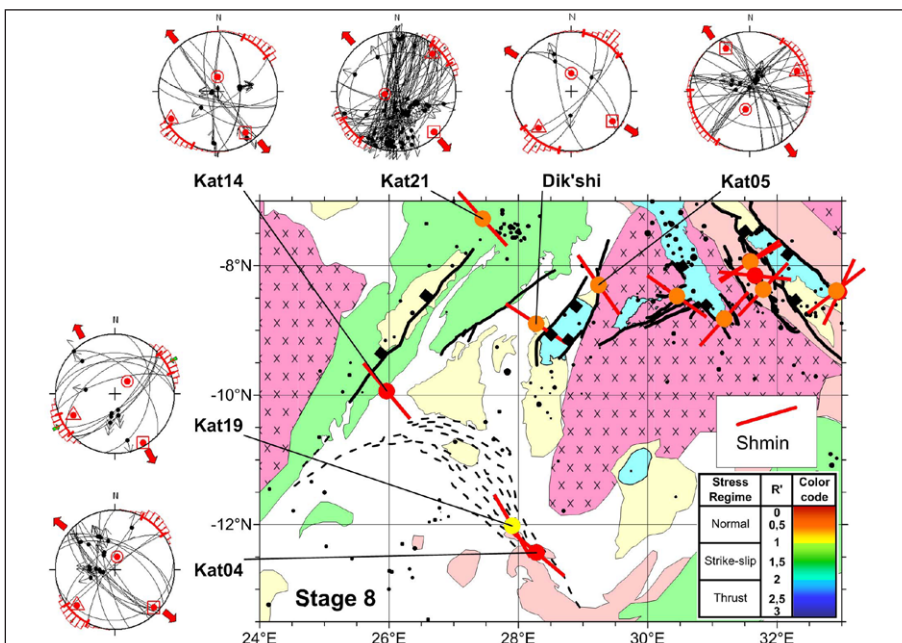 N N N N
Kat14 Kat21 Dik'shi Kat05
-8°N
N
-10°N
Kat19
Shmin
N
Stress Regime R' Color code
0
Normal 0,5
1
-12°N
Strike-slip 1,5
2
Kat04
Thrust 2,5
3
Stage 8
24°E 26°E 28°E 30°E 32°E